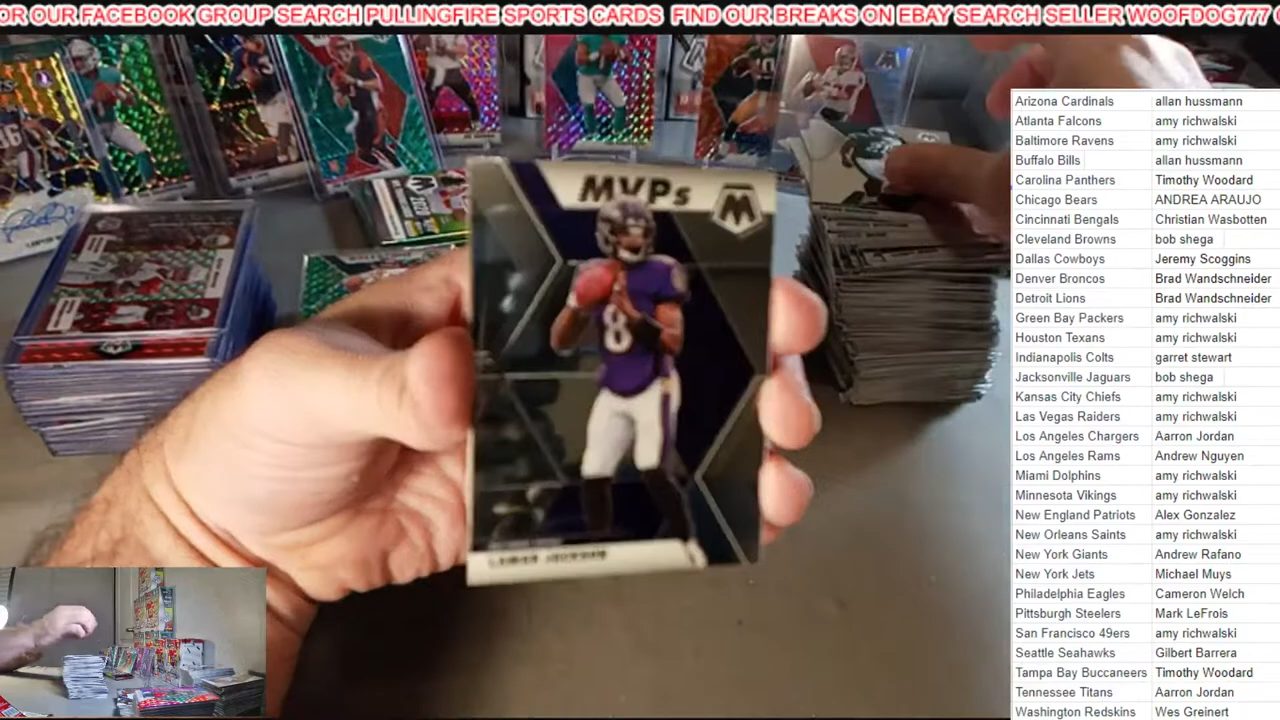 OR OUR FACEBOOK GROUP SEARCH PULLINGFIRE SPORTS CARDS FIND OUR BREAKS ON EBAY SEARCH SELLER WOOFDOG777
MVPs
M
8
LAMAR JACKSON
Arizona Cardinals allan hussmann
Atlanta Falcons amy richwalski
Baltimore Ravens amy richwalski
Buffalo Bills allan hussmann
Carolina Panthers Timothy Woodard
Chicago Bears ANDREA ARAUJO
Cincinnati Bengals Christian Wasbotten
Cleveland Browns bob shega
Dallas Cowboys Jeremy Scoggins
Denver Broncos Brad Wandschneider
Detroit Lions Brad Wandschneider
Green Bay Packers amy richwalski
Houston Texans amy richwalski
Indianapolis Colts garret stewart
Jacksonville Jaguars bob shega
Kansas City Chiefs amy richwalski
Las Vegas Raiders amy richwalski
Los Angeles Chargers Aarron Jordan
Los Angeles Rams Andrew Nguyen
Miami Dolphins amy richwalski
Minnesota Vikings amy richwalski
New England Patriots Alex Gonzalez
New Orleans Saints amy richwalski
New York Giants Andrew Rafano
New York Jets Michael Muys
Philadelphia Eagles Cameron Welch
Pittsburgh Steelers Mark LeFrois
San Francisco 49ers amy richwalski
Seattle Seahawks Gilbert Barrera
Tampa Bay Buccaneers Timothy Woodard
Tennessee Titans Aarron Jordan
Washington Redskins Wes Greinert